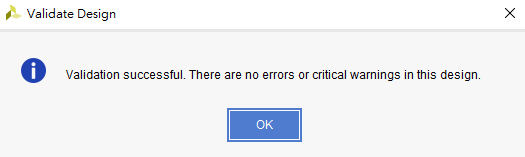 Validate Design
Validation successful. There are no errors or critical warnings in this design.
OK